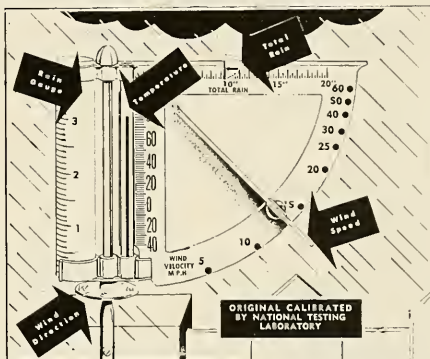 Total
Rain
Rain
Gauge
Temperature
10" 15" 20"
TOTAL RAIN
60
50
40
30
25
20
15
10
5
3
2
1
60
40
20
0
20
40
WIND
VELOCITY
M P H
Wind
Speed
Wind
Direction
ORIGINAL CALIBRATED
BY NATIONAL TESTING
LABORATORY